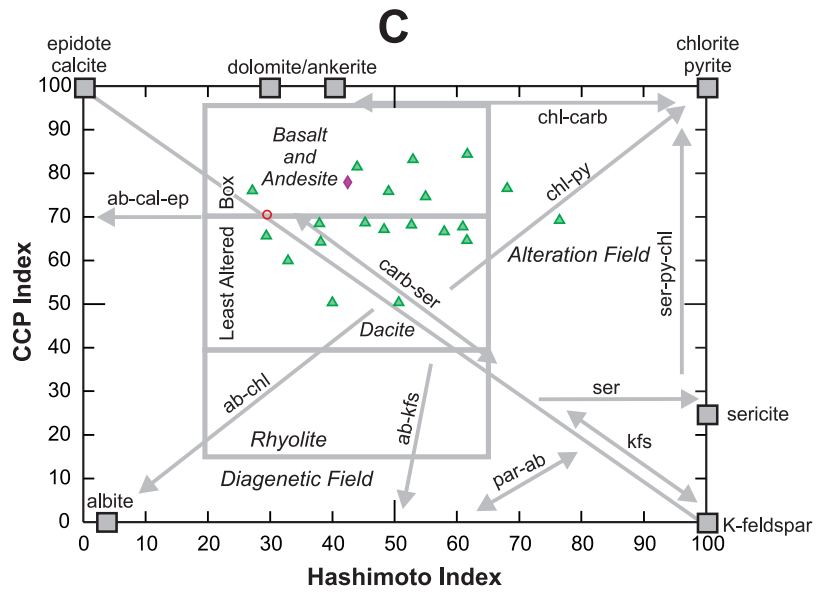 C
epidote
calcite
dolomite/ankerite
chlorite
pyrite
100
90
80
70
60
50
40
30
20
10
0
CCP Index
chl-carb
Basalt
and
Andesite
Box
Least Altered
ab-cal-ep
chl-py
Alteration Field
ser-py-chl
carb-ser
Dacite
ab-chl
ab-kfs
ser
sericite
kfs
Rhyolite
par-ab
Diagenetic Field
albite
K-feldspar
0 10 20 30 40 50 60 70 80 90 100
Hashimoto Index